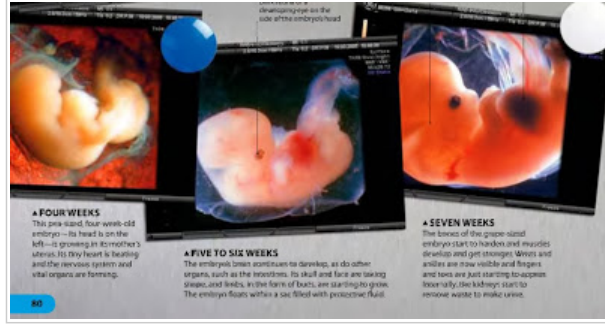 developing eye on the
side of the embryo's head
▲FOUR WEEKS
This pea-sized, four-week-old
embryo—its head is on the
left—is growing in its mother's
uterus. Its tiny heart is beating
and the nervous system and
vital organs are forming.
▲FIVE TO SIX WEEKS
The embryo's brain continues to develop, as do other
organs, such as the intestines. Its skull and face are taking
shape, and limbs, in the form of buds, are starting to grow.
The embryo floats within a sac filled with protective fluid.
▲SEVEN WEEKS
The bones of the grape-sized
embryo start to harden and muscles
develop and get stronger. Wrists and
ankles are now visible and fingers
and toes are just starting to appear.
Internally, the kidneys start to
remove waste to make urine.
80